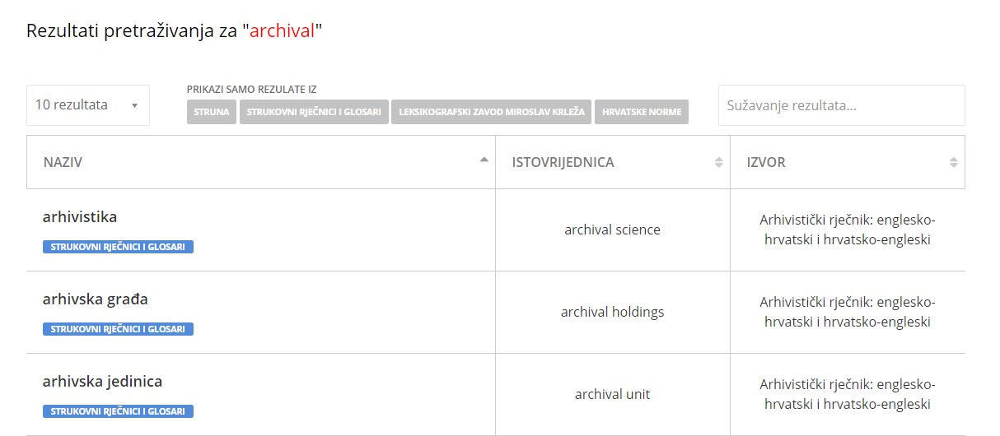 Rezultati pretraživanja za "archival"
10 rezultata
PRIKAZI SAMO REZULATE IZ
STRUNA
STRUKOVNI RJEČNICI I GLOSARI
LEKSIKOGRAFSKI ZAVOD MIROSLAV KRLEŽA
HRVATSKE NORME
Sužavanje rezultata...
NAZIV
ISTOVRIJEDNICA
IZVOR
arhivistika
STRUKOVNI RJEČNICI I GLOSARI
archival science
Arhivistički rječnik: englesko-
hrvatski i hrvatsko-engleski
arhivska građa
STRUKOVNI RJEČNICI I GLOSARI
archival holdings
Arhivistički rječnik: englesko-
hrvatski i hrvatsko-engleski
arhivska jedinica
STRUKOVNI RJEČNICI I GLOSARI
archival unit
Arhivistički rječnik: englesko-
hrvatski i hrvatsko-engleski